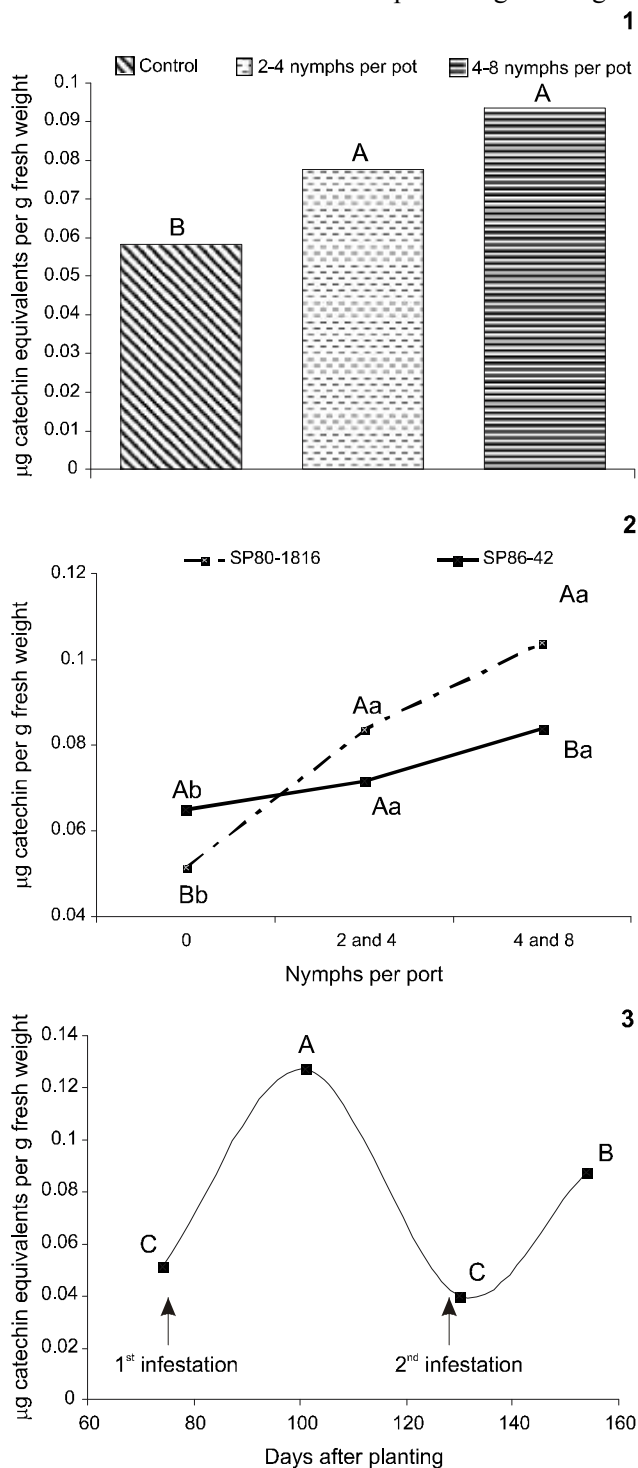 1
Control 2-4 nymphs per pot 4-8 nymphs per pot
µg catechin equivalents per g fresh weight
0.1
0.09
0.08
0.07
0.06
0.05
0.04
0.03
0.02
0.01
0
B
A
A
2
SP80-1816 SP86-42
µg catechin per g fresh weight
0.12
0.1
0.08
0.06
0.04
Aa
Aa
Ba
Ab
Aa
Bb
0 2 and 4 4 and 8
Nymphs per port
3
µg catechin equivalents per g fresh weight
0.14
0.12
0.1
0.08
0.06
0.04
0.02
0
A
B
C
C
1st infestation 2nd infestation
60 80 100 120 140 160
Days after planting